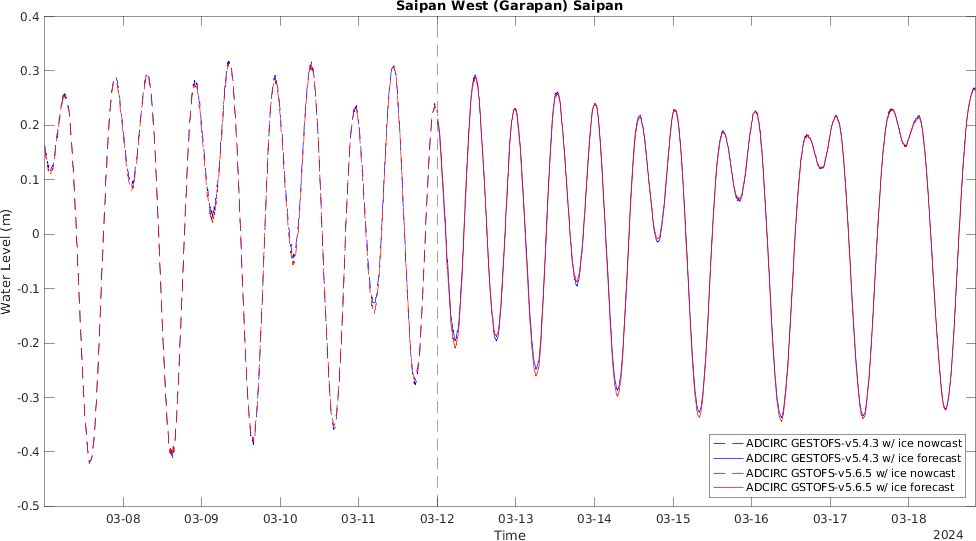 Saipan West (Garapan) Saipan
0.4
0.3
0.2
0.1
0
-0.1
-0.2
-0.3
-0.4
-0.5
Water Level (m)
ADCIRC GESTOFS-v5.4.3 w/ ice nowcast
ADCIRC GESTOFS-v5.4.3 w/ ice forecast
ADCIRC GSTOFS-v5.6.5 w/ ice nowcast
ADCIRC GSTOFS-v5.6.5 w/ ice forecast
03-08 03-09 03-10 03-11 03-12 03-13 03-14 03-15 03-16 03-17 03-18
Time
2024